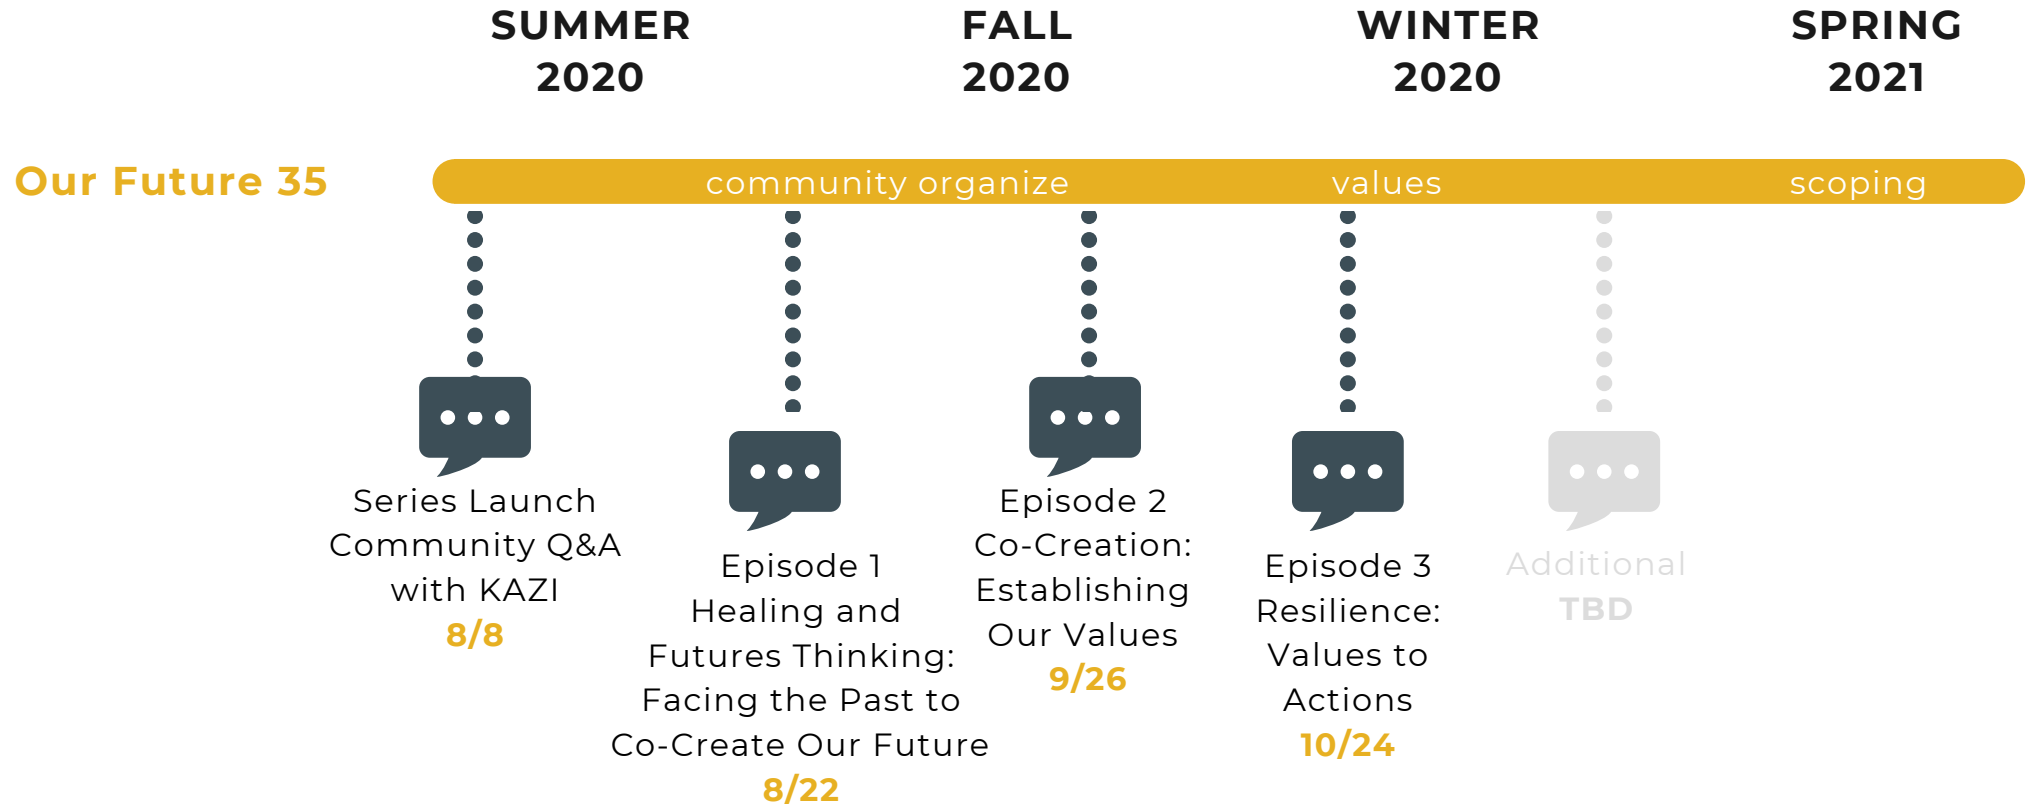 SUMMER
2020
FALL
2020
WINTER
2020
SPRING
2021
Our Future 35
community organize
values
scoping
Series Launch
Community Q&A
with KAZI
8/8
Episode 1
Healing and
Futures Thinking:
Facing the Past to
Co-Create Our Future
8/22
Episode 2
Co-Creation:
Establishing
Our Values
9/26
Episode 3
Resilience:
Values to
Actions
10/24
Additional
TBD